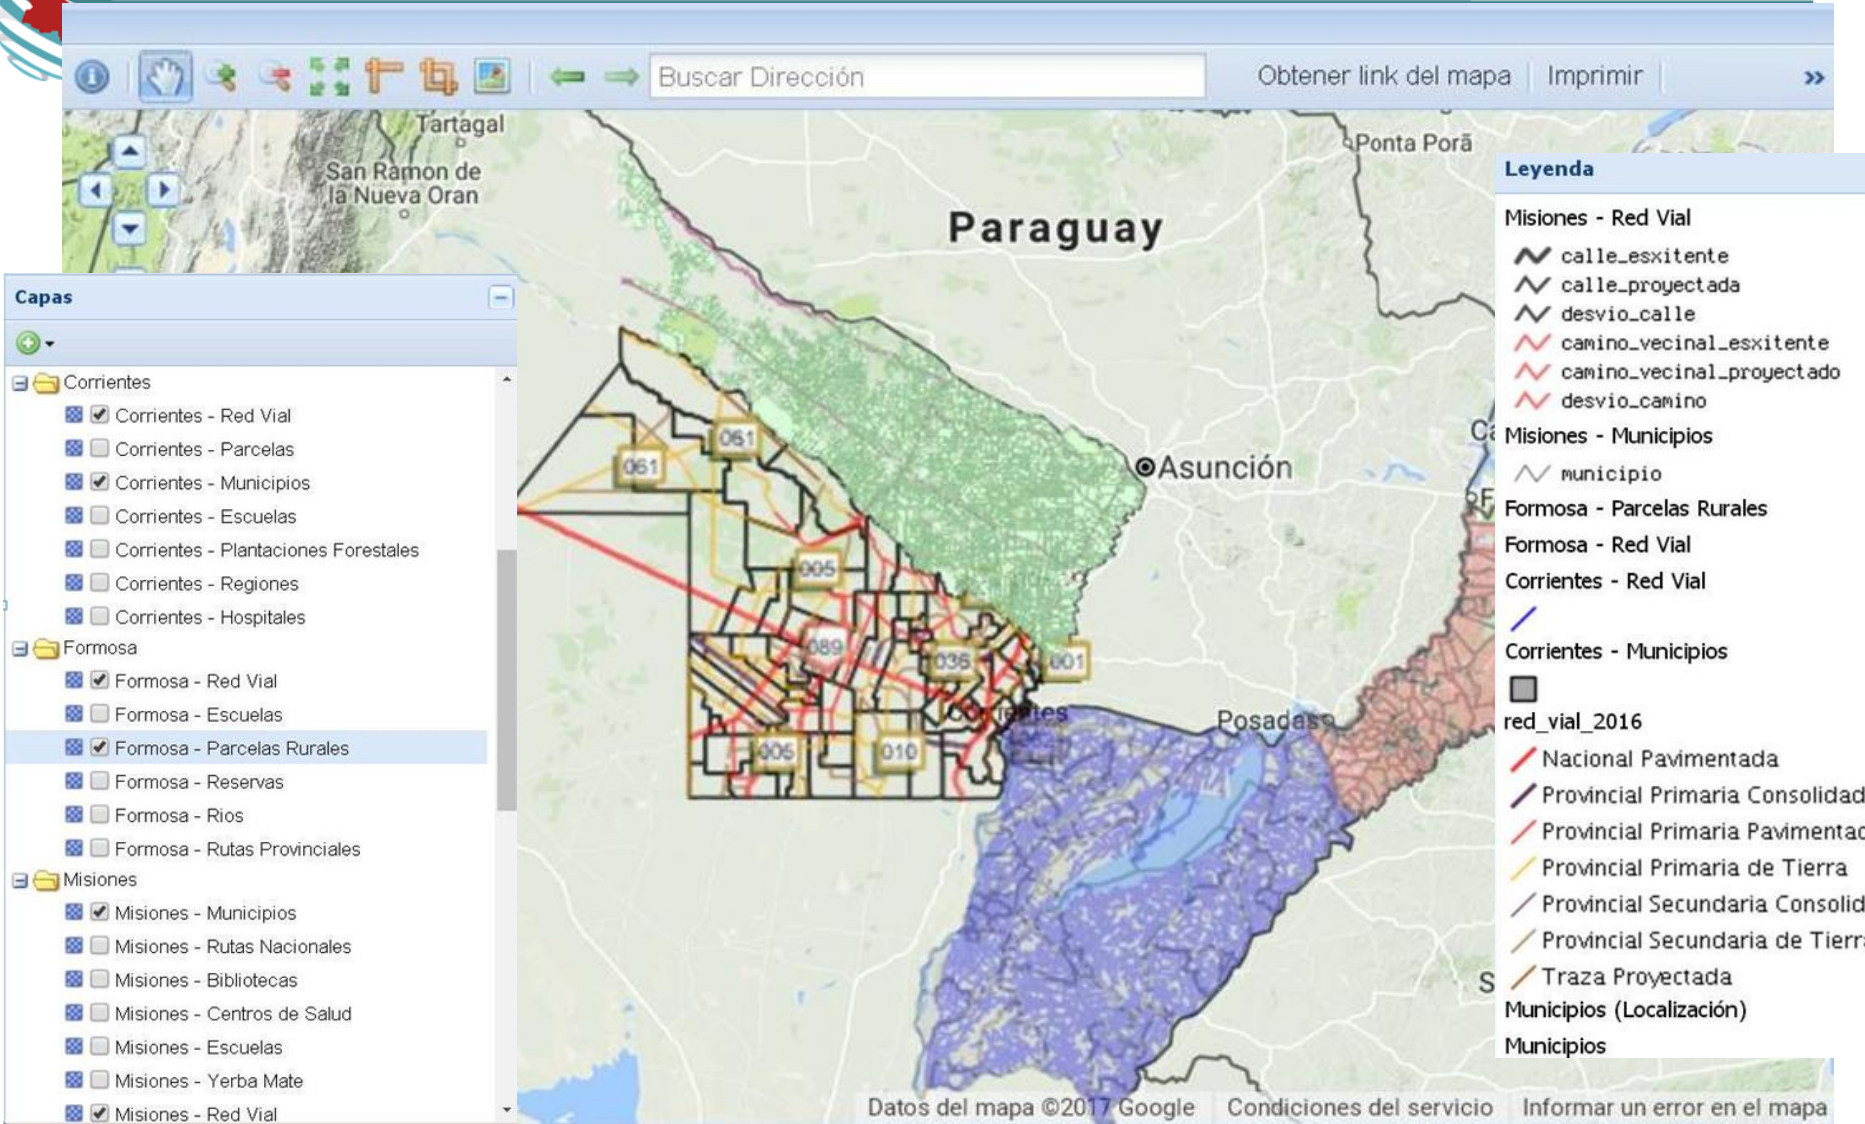 Buscar Dirección
Obtener link del mapa
Imprimir
»
Tartagal
San Ramon de
la Nueva Oran
Ponta Porã
Paraguay
Asunción
Posadas
Corrientes
061
061
005
089
036
001
005
010
Capas
Corrientes
Corrientes - Red Vial
Corrientes - Parcelas
Corrientes - Municipios
Corrientes - Escuelas
Corrientes - Plantaciones Forestales
Corrientes - Regiones
Corrientes - Hospitales
Formosa
Formosa - Red Vial
Formosa - Escuelas
Formosa - Parcelas Rurales
Formosa - Reservas
Formosa - Rios
Formosa - Rutas Provinciales
Misiones
Misiones - Municipios
Misiones - Rutas Nacionales
Misiones - Bibliotecas
Misiones - Centros de Salud
Misiones - Escuelas
Misiones - Yerba Mate
Misiones - Red Vial
Leyenda
Misiones - Red Vial
calle_esxitente
calle_proyectada
desvio_calle
camino_vecinal_esxitente
camino_vecinal_proyectado
desvio_camino
Misiones - Municipios
municipio
Formosa - Parcelas Rurales
Formosa - Red Vial
Corrientes - Red Vial
Corrientes - Municipios
red_vial_2016
Nacional Pavimentada
Provincial Primaria Consolidad
Provincial Primaria Pavimentad
Provincial Primaria de Tierra
Provincial Secundaria Consolid
Provincial Secundaria de Tierra
Traza Proyectada
Municipios (Localización)
Municipios
Datos del mapa ©2017 Google
Condiciones del servicio
Informar un error en el mapa